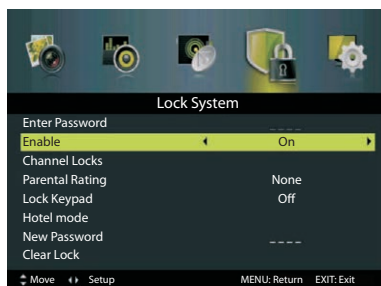 Lock System
Enter Password _ _ _ _
Enable On
Channel Locks
Parental Rating None
Lock Keypad Off
Hotel mode
New Password _ _ _ _
Clear Lock
Move Setup MENU: Return EXIT: Exit